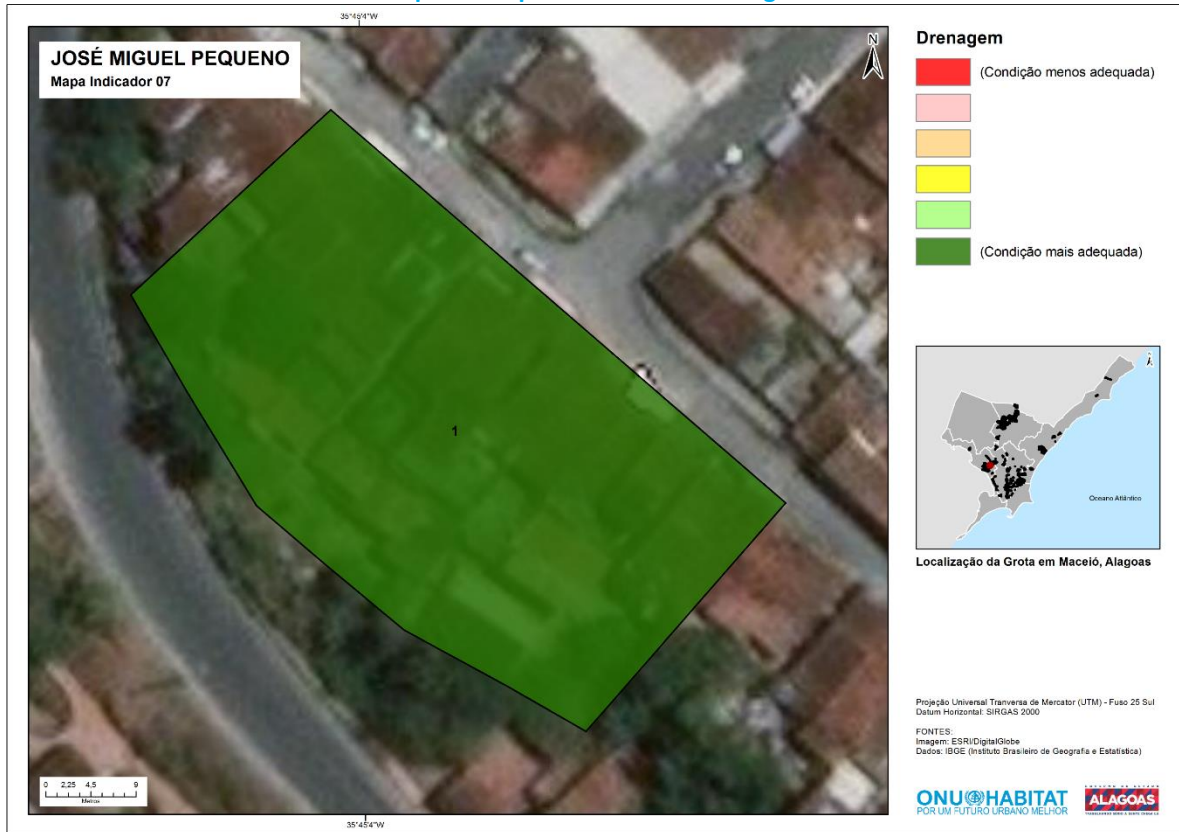 35°45'4"W
JOSÉ MIGUEL PEQUENO
Mapa Indicador 07
N
1
0 2,25 4,5 9
Metros
35°45'4"W
Drenagem
(Condição menos adequada)
(Condição mais adequada)
Oceano Atlântico
Localização da Grota em Maceió, Alagoas
Projeção Universal Tranversa de Mercator (UTM) - Fuso 25 Sul
Datum Horizontal: SIRGAS 2000
FONTES:
Imagem: ESRI/DigitalGlobe
Dados: IBGE (Instituto Brasileiro de Geografia e Estatística)
ONU HABITAT
POR UM FUTURO URBANO MELHOR
ALAGOAS